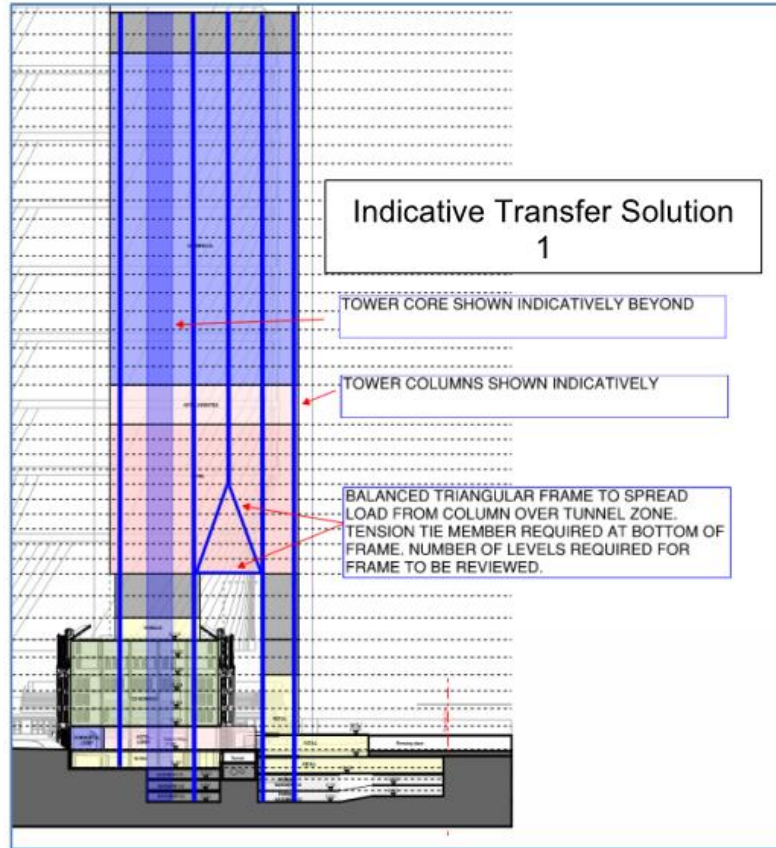 Indicative Transfer Solution
1
TOWER CORE SHOWN INDICATIVELY BEYOND
TOWER COLUMNS SHOWN INDICATIVELY
BALANCED TRIANGULAR FRAME TO SPREAD
LOAD FROM COLUMN OVER TUNNEL ZONE.
TENSION TIE MEMBER REQUIRED AT BOTTOM OF
FRAME. NUMBER OF LEVELS REQUIRED FOR
FRAME TO BE REVIEWED.
RETAIL
RETAIL
RETAIL